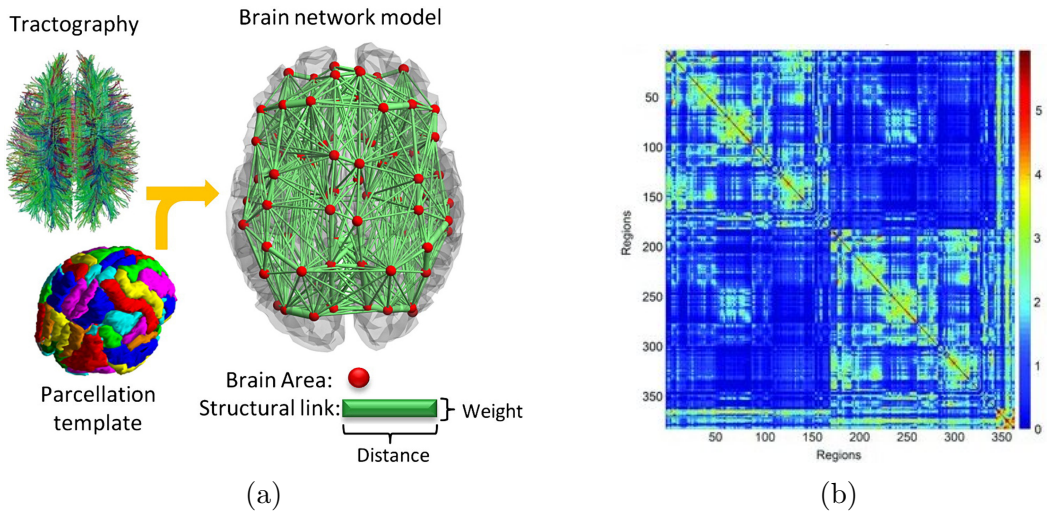 Tractography
Brain network model
Parcellation
template
Brain Area:
Structural link:
Weight
Distance
(a)
50
100
150
200
250
300
350
Regions
50
100
150
200
250
300
350
Regions
5
4
3
2
1
0
(b)